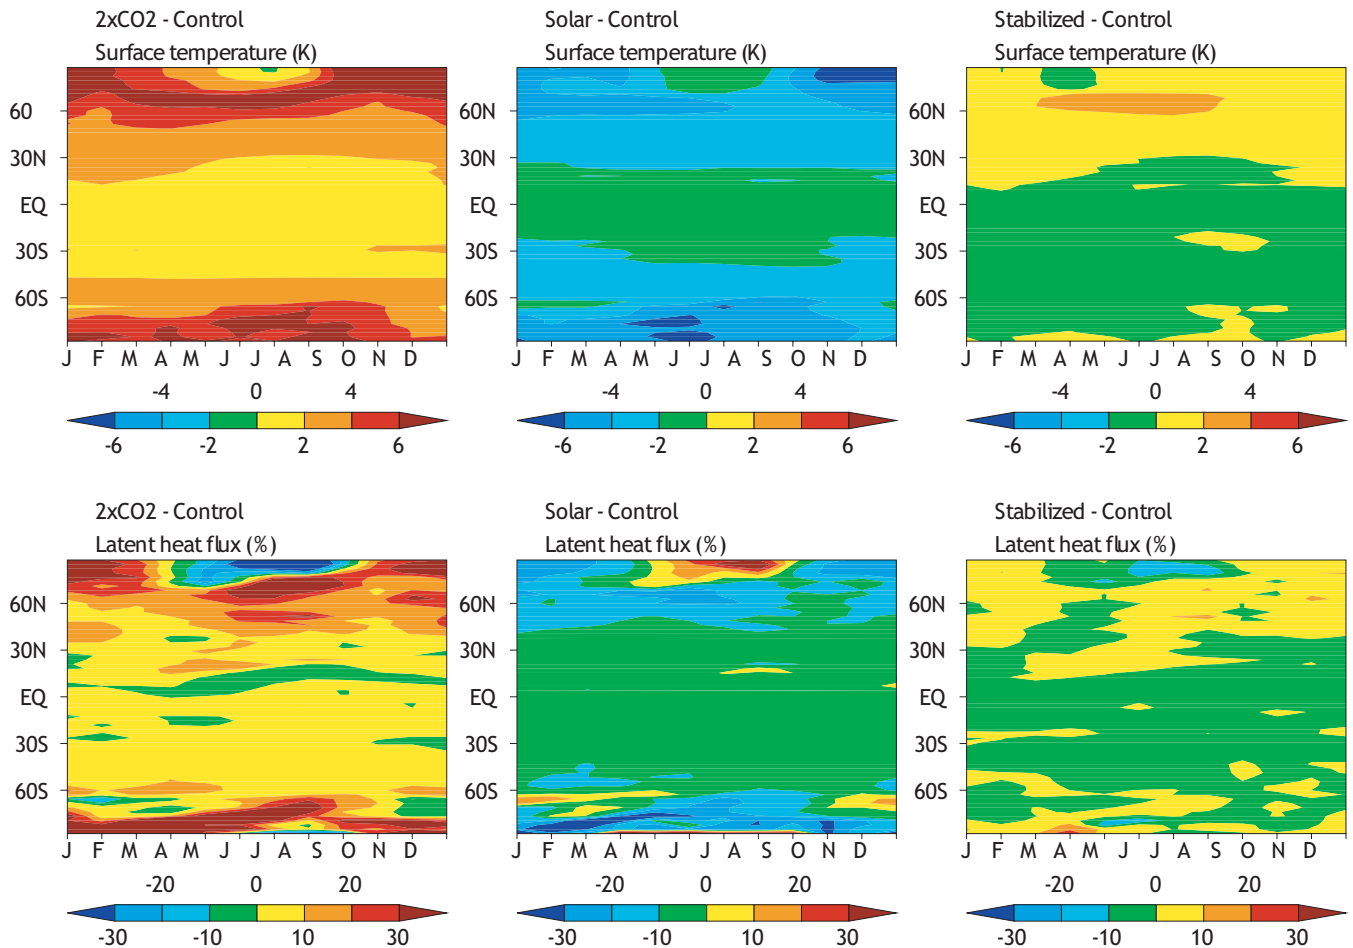 2xCO2 - Control
Surface temperature (K)
Solar - Control
Surface temperature (K)
Stabilized - Control
Surface temperature (K)
60
30N
EQ
30S
60S
J F M A M J J A S O N D
-4 0 4
-6 -2 2 6
60N
30N
EQ
30S
60S
J F M A M J J A S O N D
-4 0 4
-6 -2 2 6
60N
30N
EQ
30S
60S
J F M A M J J A S O N D
-4 0 4
-6 -2 2 6
2xCO2 - Control
Latent heat flux (%)
Solar - Control
Latent heat flux (%)
Stabilized - Control
Latent heat flux (%)
60N
30N
EQ
30S
60S
J F M A M J J A S O N D
-20 0 20
-30 -10 10 30
60N
30N
EQ
30S
60S
J F M A M J J A S O N D
-20 0 20
-30 -10 10 30
60N
30N
EQ
30S
60S
J F M A M J J A S O N D
-20 0 20
-30 -10 10 30